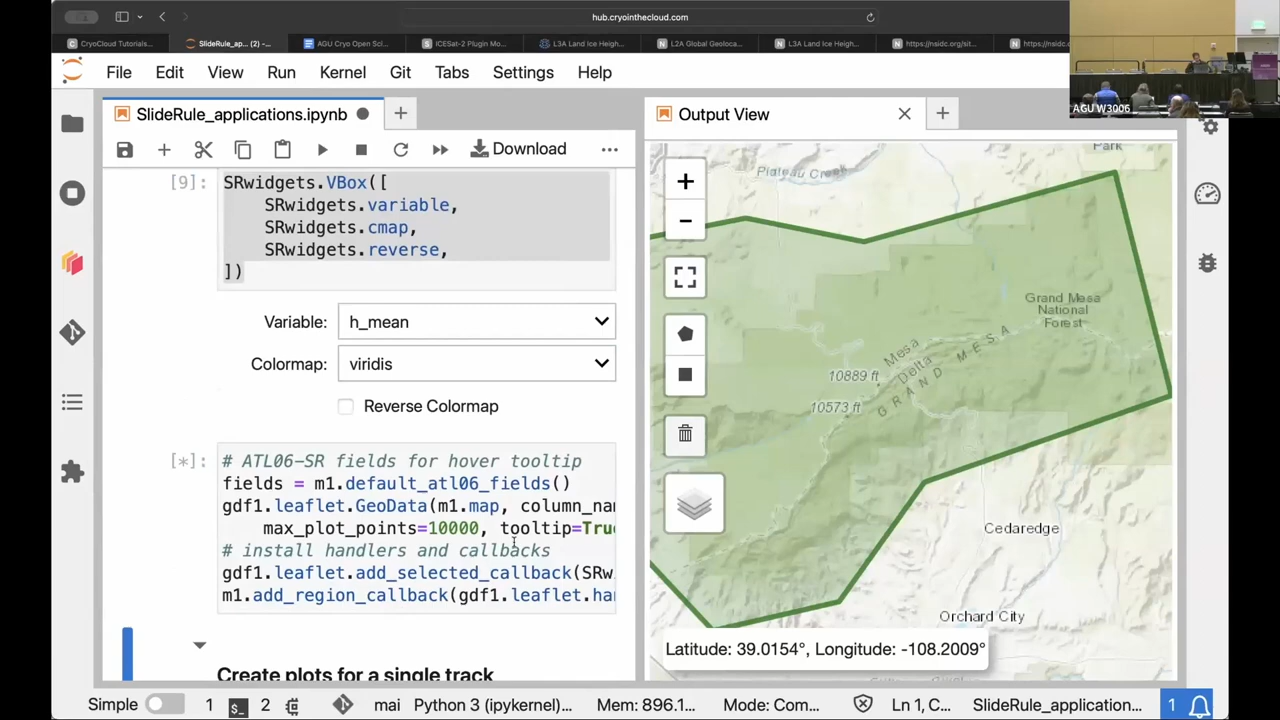 hub.cryointhecloud.com
CryoCloud Tutorials...
SlideRule_ap... (2) -...
AGU Cryo Open Sci...
ICESat-2 Plugin Mo...
L3A Land Ice Heigh...
L2A Global Geoloca...
L3A Land Ice Heigh...
https://nsidc.org/sit...
https://nsidc.o
AGU W3006
File Edit View Run Kernel Git Tabs Settings Help
SlideRule_applications.ipynb
Output View
Download
[9]:
SRwidgets.VBox([
SRwidgets.variable,
SRwidgets.cmap,
SRwidgets.reverse,
])
Variable: h_mean
Colormap: viridis
Reverse Colormap
[*]:
# ATL06-SR fields for hover tooltip
fields = m1.default_atl06_fields()
gdf1.leaflet.GeoData(m1.map, column_na
max_plot_points=10000, tooltip=Tru
# install handlers and callbacks
gdf1.leaflet.add_selected_callback(SRw
m1.add_region_callback(gdf1.leaflet.ha
Create plots for a single track
Park
Plateau Creek
+
-
Grand Mesa
National
Forest
Mesa
Delta
GRAND MESA
10889 ft
10573 ft
Cedaredge
Orchard City
Latitude: 39.0154°, Longitude: -108.2009°
Simple 1 2 mai Python 3 (ipykernel)... Mem: 896.1... Mode: Com... Ln 1, C... SlideRule_application... 1